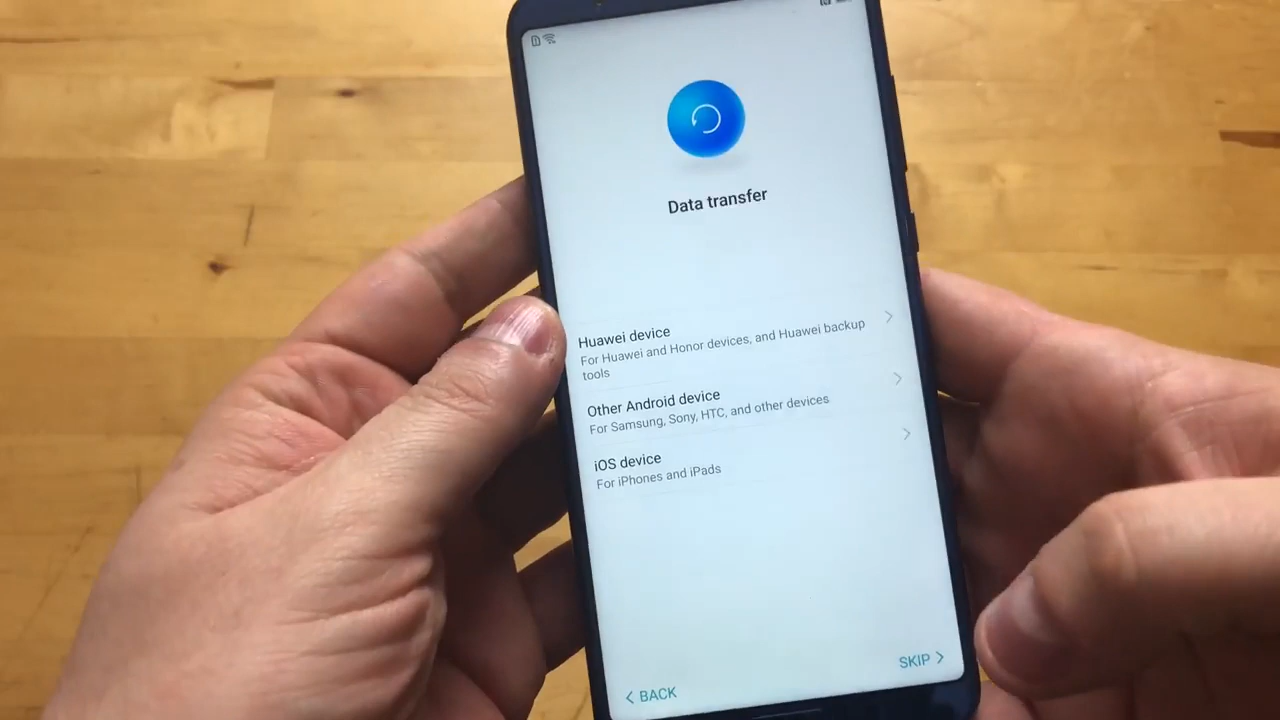 Data transfer
Huawei device
For Huawei and Honor devices, and Huawei backup
tools
Other Android device
For Samsung, Sony, HTC, and other devices
iOS device
For iPhones and iPads
BACK
SKIP